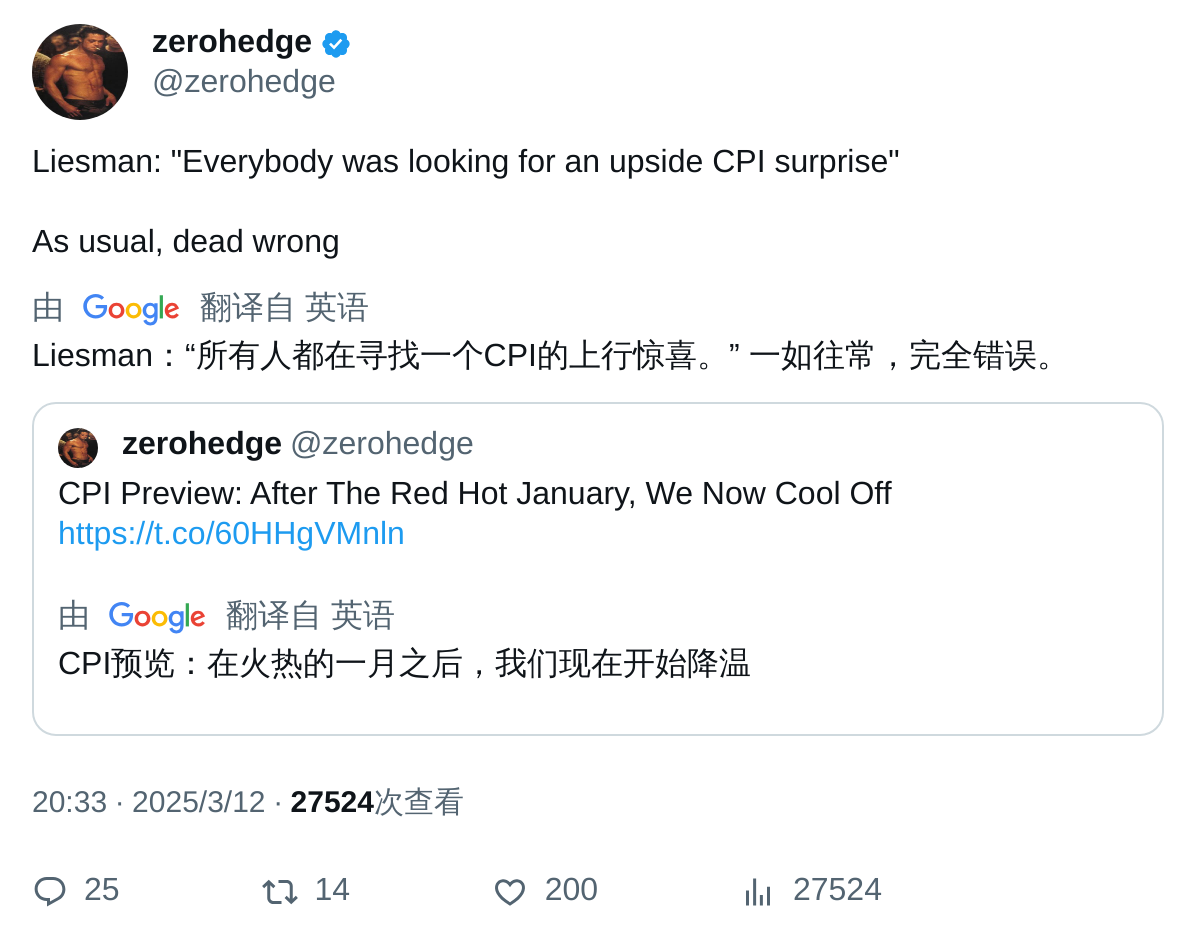 zerohedge
@zerohedge
Liesman: "Everybody was looking for an upside CPI surprise"
As usual, dead wrong
由 Google 翻译自 英语
Liesman：“所有人都在寻找一个CPI的上行惊喜。” 一如往常，完全错误。
zerohedge @zerohedge
CPI Preview: After The Red Hot January, We Now Cool Off
https://t.co/60HHgVMnln
由 Google 翻译自 英语
CPI预览：在火热的一月之后，我们现在开始降温
20:33 · 2025/3/12 · 27524次查看
25 14 200 27524